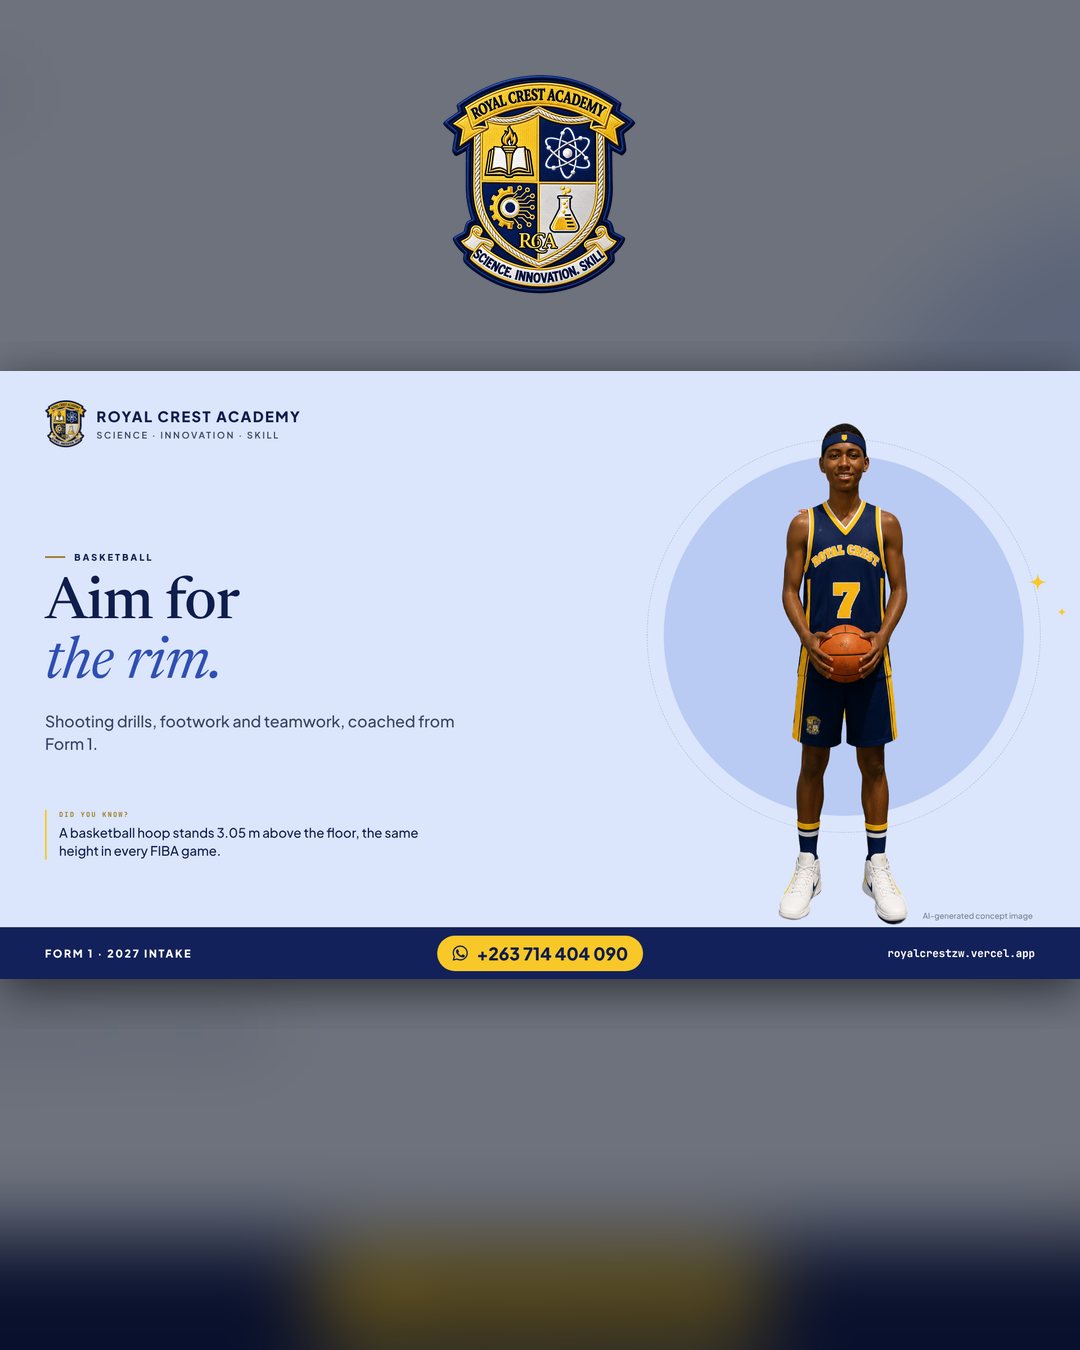 ROYAL CREST ACADEMY
RCA
SCIENCE. INNOVATION. SKILL
ROYAL CREST ACADEMY
SCIENCE · INNOVATION · SKILL
BASKETBALL
Aim for
the rim.
Shooting drills, footwork and teamwork, coached from
Form 1.
DID YOU KNOW?
A basketball hoop stands 3.05 m above the floor, the same
height in every FIBA game.
ROYAL CREST
7
AI-generated concept image
FORM 1 · 2027 INTAKE
+263 714 404 090
royalcrestzw.vercel.app